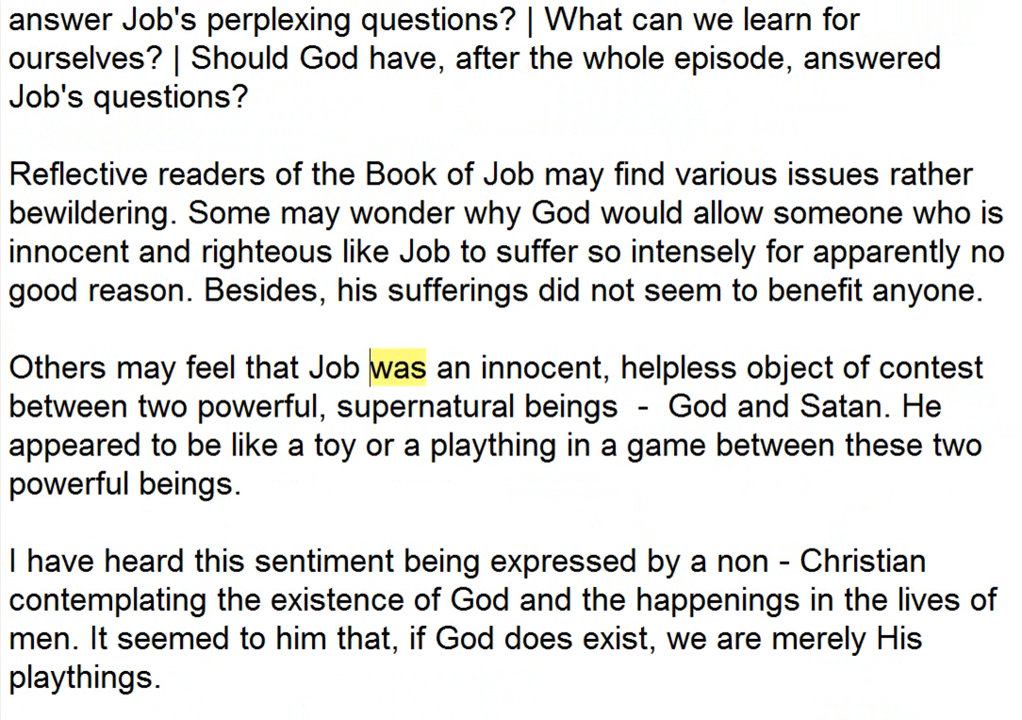 answer Job's perplexing questions? | What can we learn for
ourselves? | Should God have, after the whole episode, answered
Job's questions?
Reflective readers of the Book of Job may find various issues rather
bewildering. Some may wonder why God would allow someone who is
innocent and righteous like Job to suffer so intensely for apparently no
good reason. Besides, his sufferings did not seem to benefit anyone.
Others may feel that Job was an innocent, helpless object of contest
between two powerful, supernatural beings  -  God and Satan. He
appeared to be like a toy or a plaything in a game between these two
powerful beings.
I have heard this sentiment being expressed by a non - Christian
contemplating the existence of God and the happenings in the lives of
men. It seemed to him that, if God does exist, we are merely His
playthings.